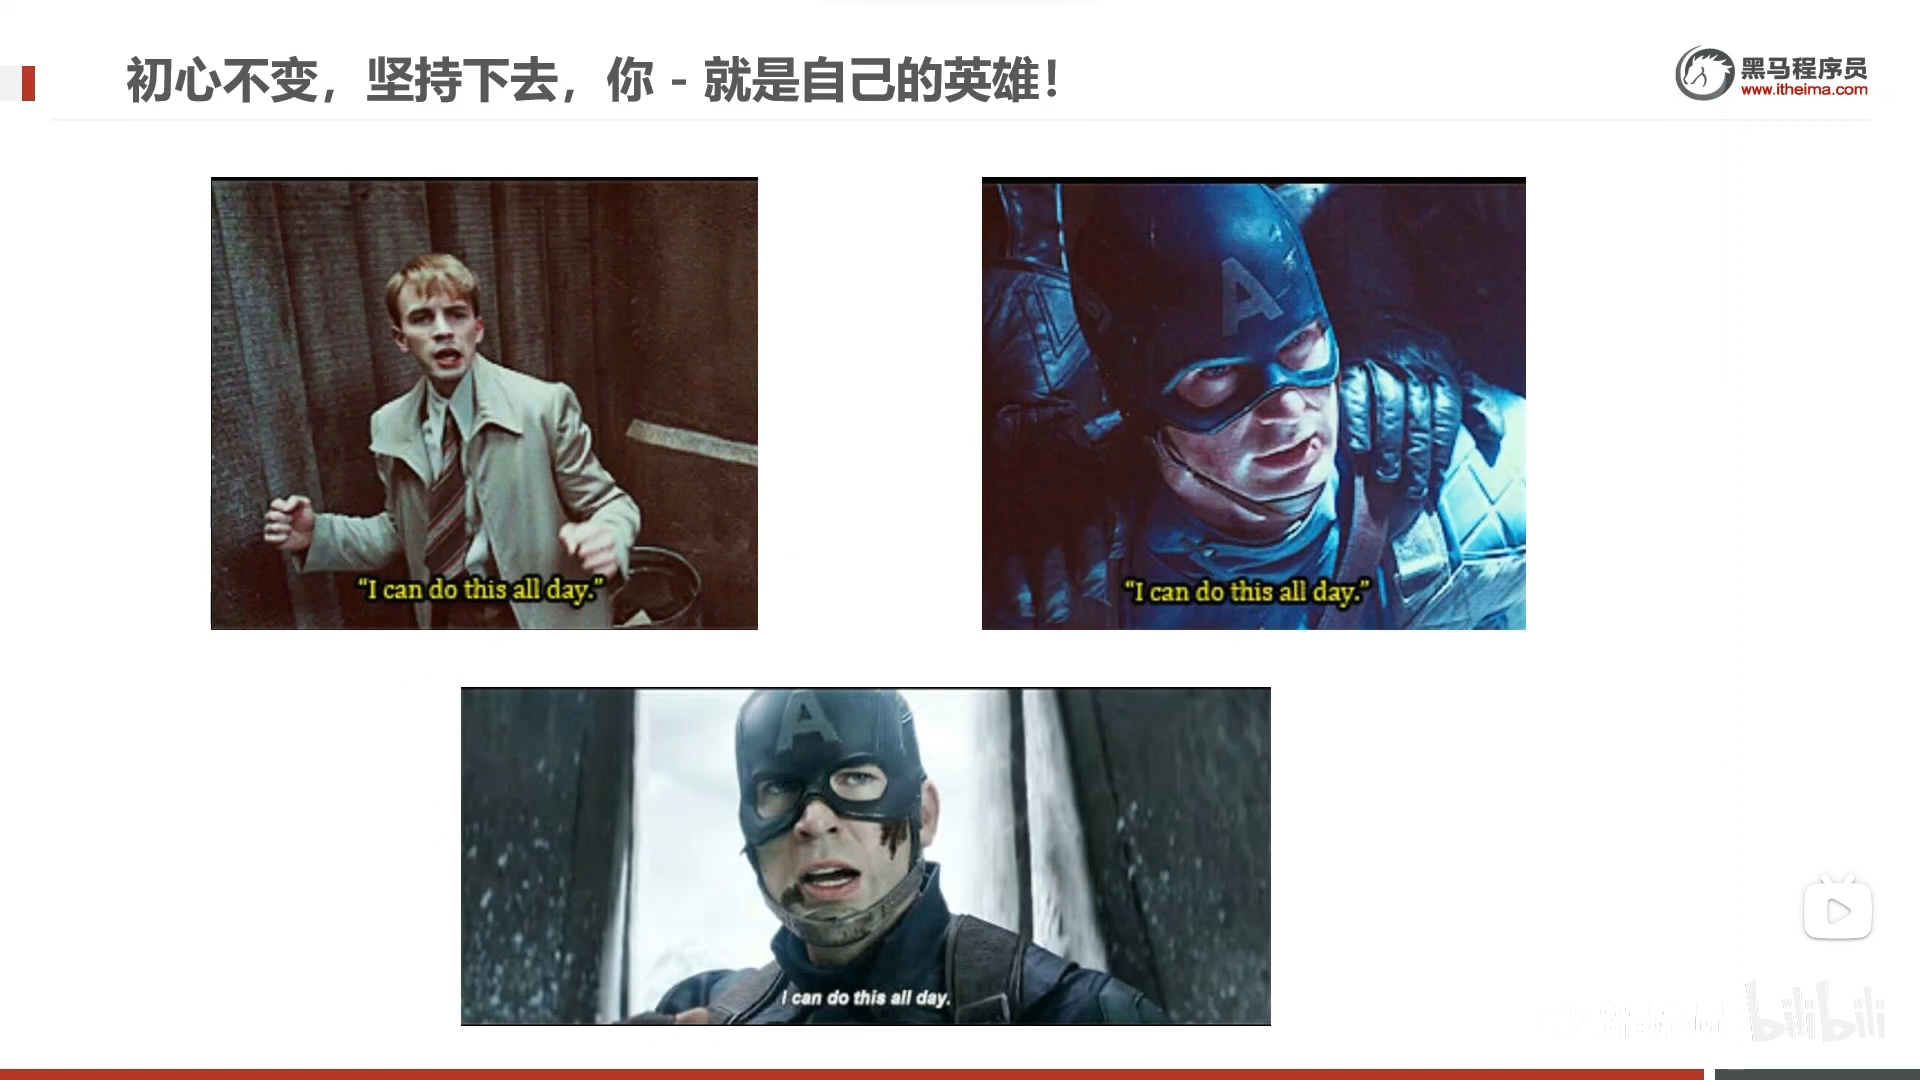 初心不变，坚持下去，你 - 就是自己的英雄！
黑马程序员
www.itheima.com
A
“I can do this all day.”
“I can do this all day.”
A
I can do this all day.
bilibili